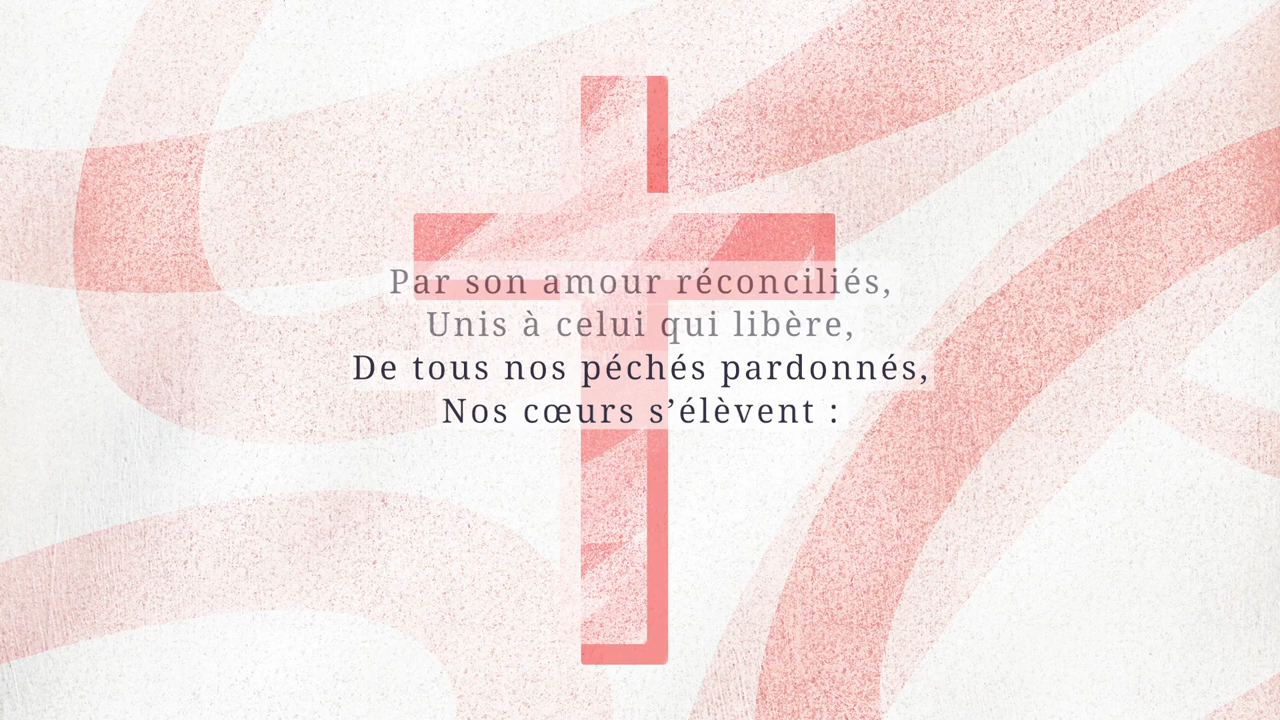 Par son amour réconciliés,
Unis à celui qui libère,
De tous nos péchés pardonnés,
Nos cœurs s’élèvent :